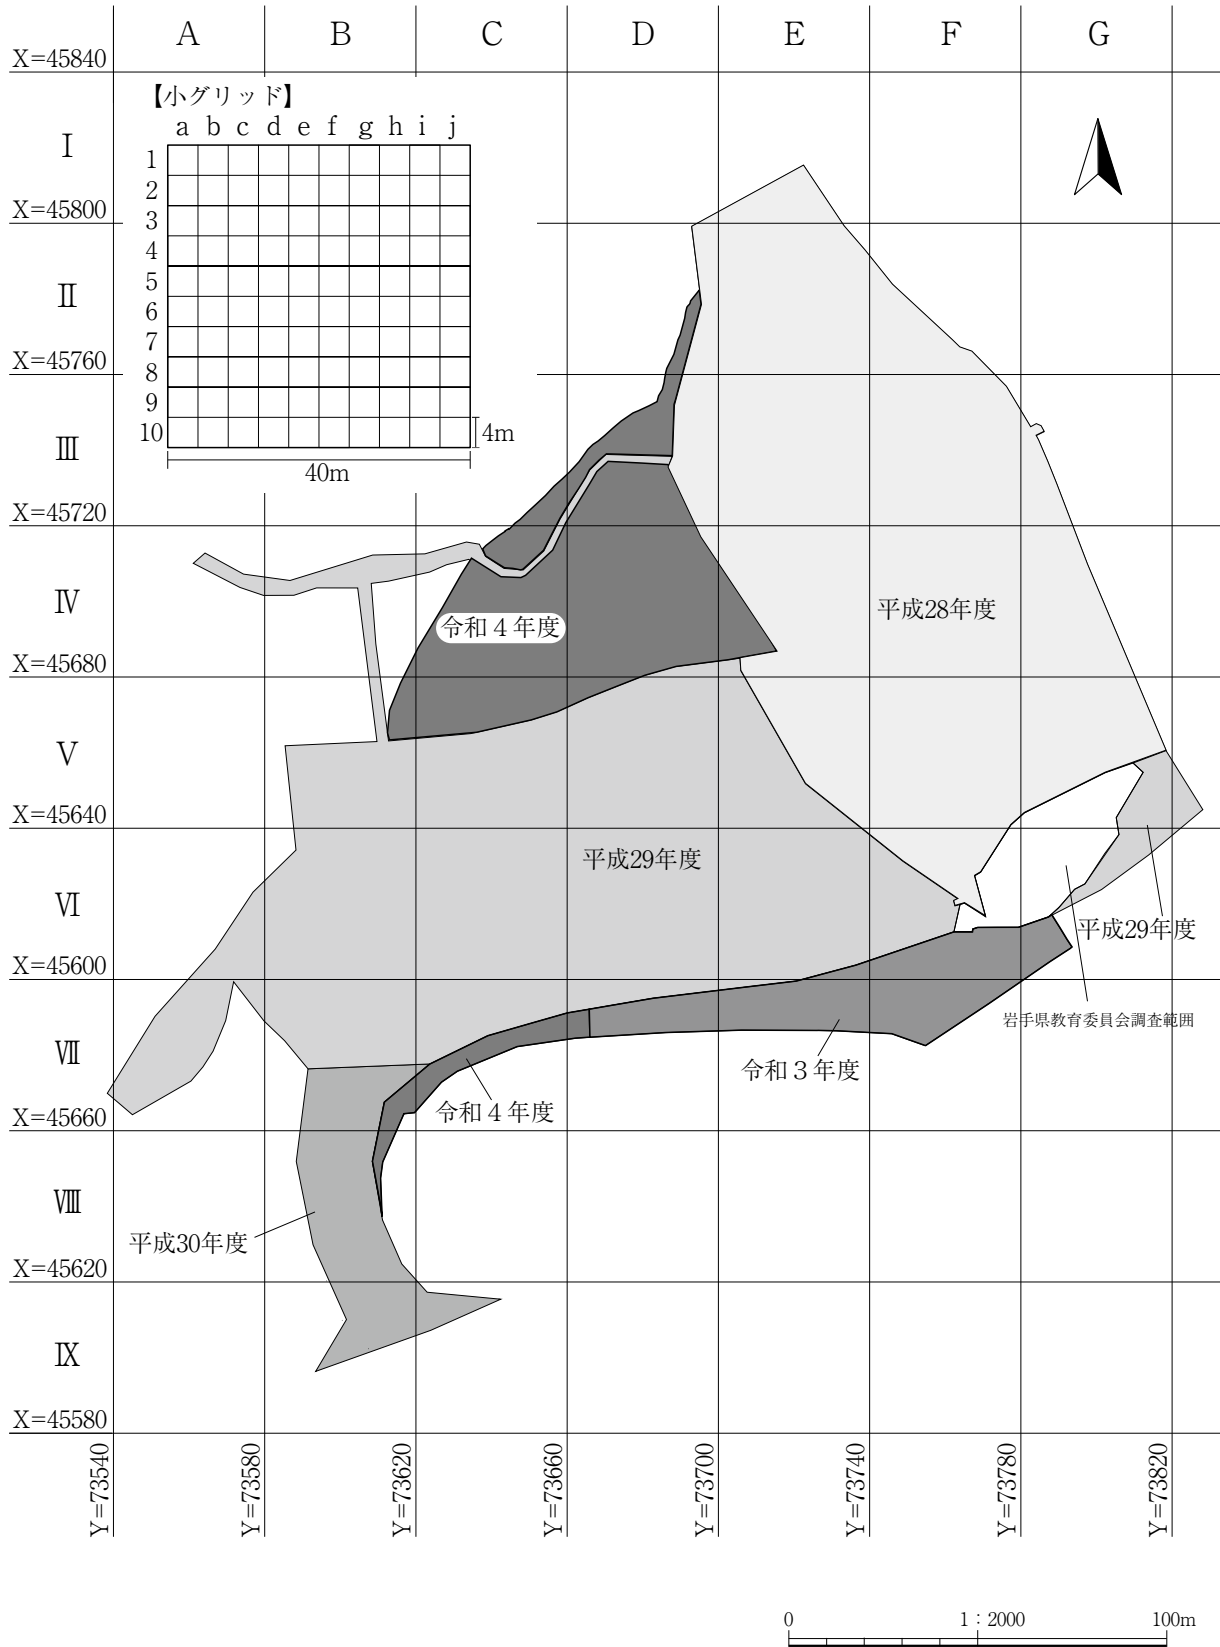 A B C D E F G
X=45840
【小グリッド】
a b c d e f g h i j
1
2
3
4
5
6
7
8
9
10
4m
40m
Ⅰ
X=45800
Ⅱ
X=45760
Ⅲ
X=45720
Ⅳ
平成28年度
令和４年度
X=45680
Ⅴ
X=45640
平成29年度
Ⅵ
平成29年度
X=45600
岩手県教育委員会調査範囲
Ⅶ
令和３年度
令和４年度
X=45660
Ⅷ
平成30年度
X=45620
Ⅸ
X=45580
Y=73540
Y=73580
Y=73620
Y=73660
Y=73700
Y=73740
Y=73780
Y=73820
0 1：2000 100m